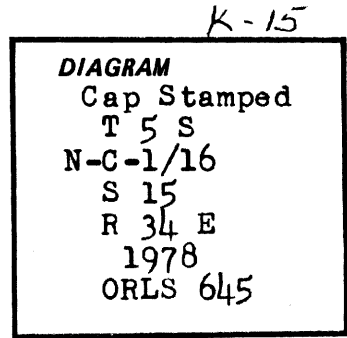 K-15
DIAGRAM
Cap Stamped
T 5 S
N-C-1/16
S 15
R 34 E
1978
ORLS 645